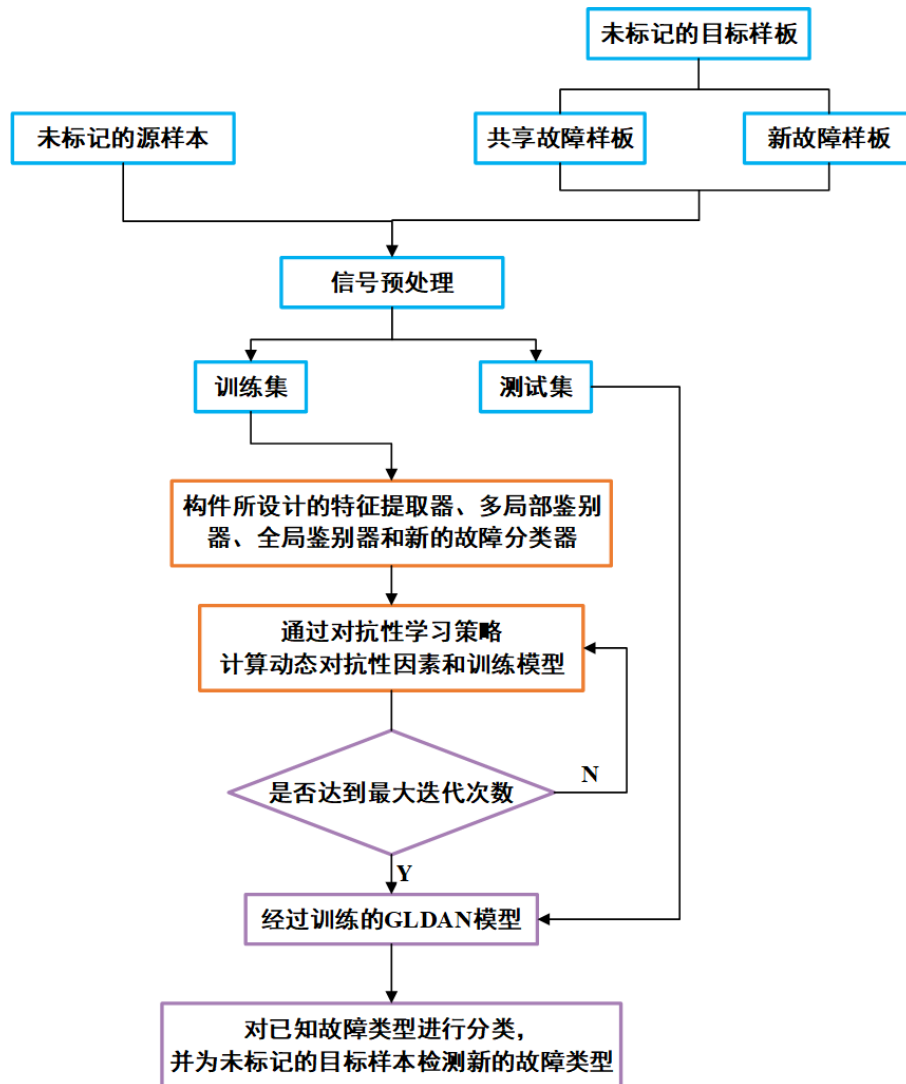 未标记的目标样板
未标记的源样本
共享故障样板
新故障样板
信号预处理
训练集
测试集
构件所设计的特征提取器、多局部鉴别
器、全局鉴别器和新的故障分类器
通过对抗性学习策略
计算动态对抗性因素和训练模型
是否达到最大迭代次数
N
Y
经过训练的GLDAN模型
对已知故障类型进行分类,
并为未标记的目标样本检测新的故障类型